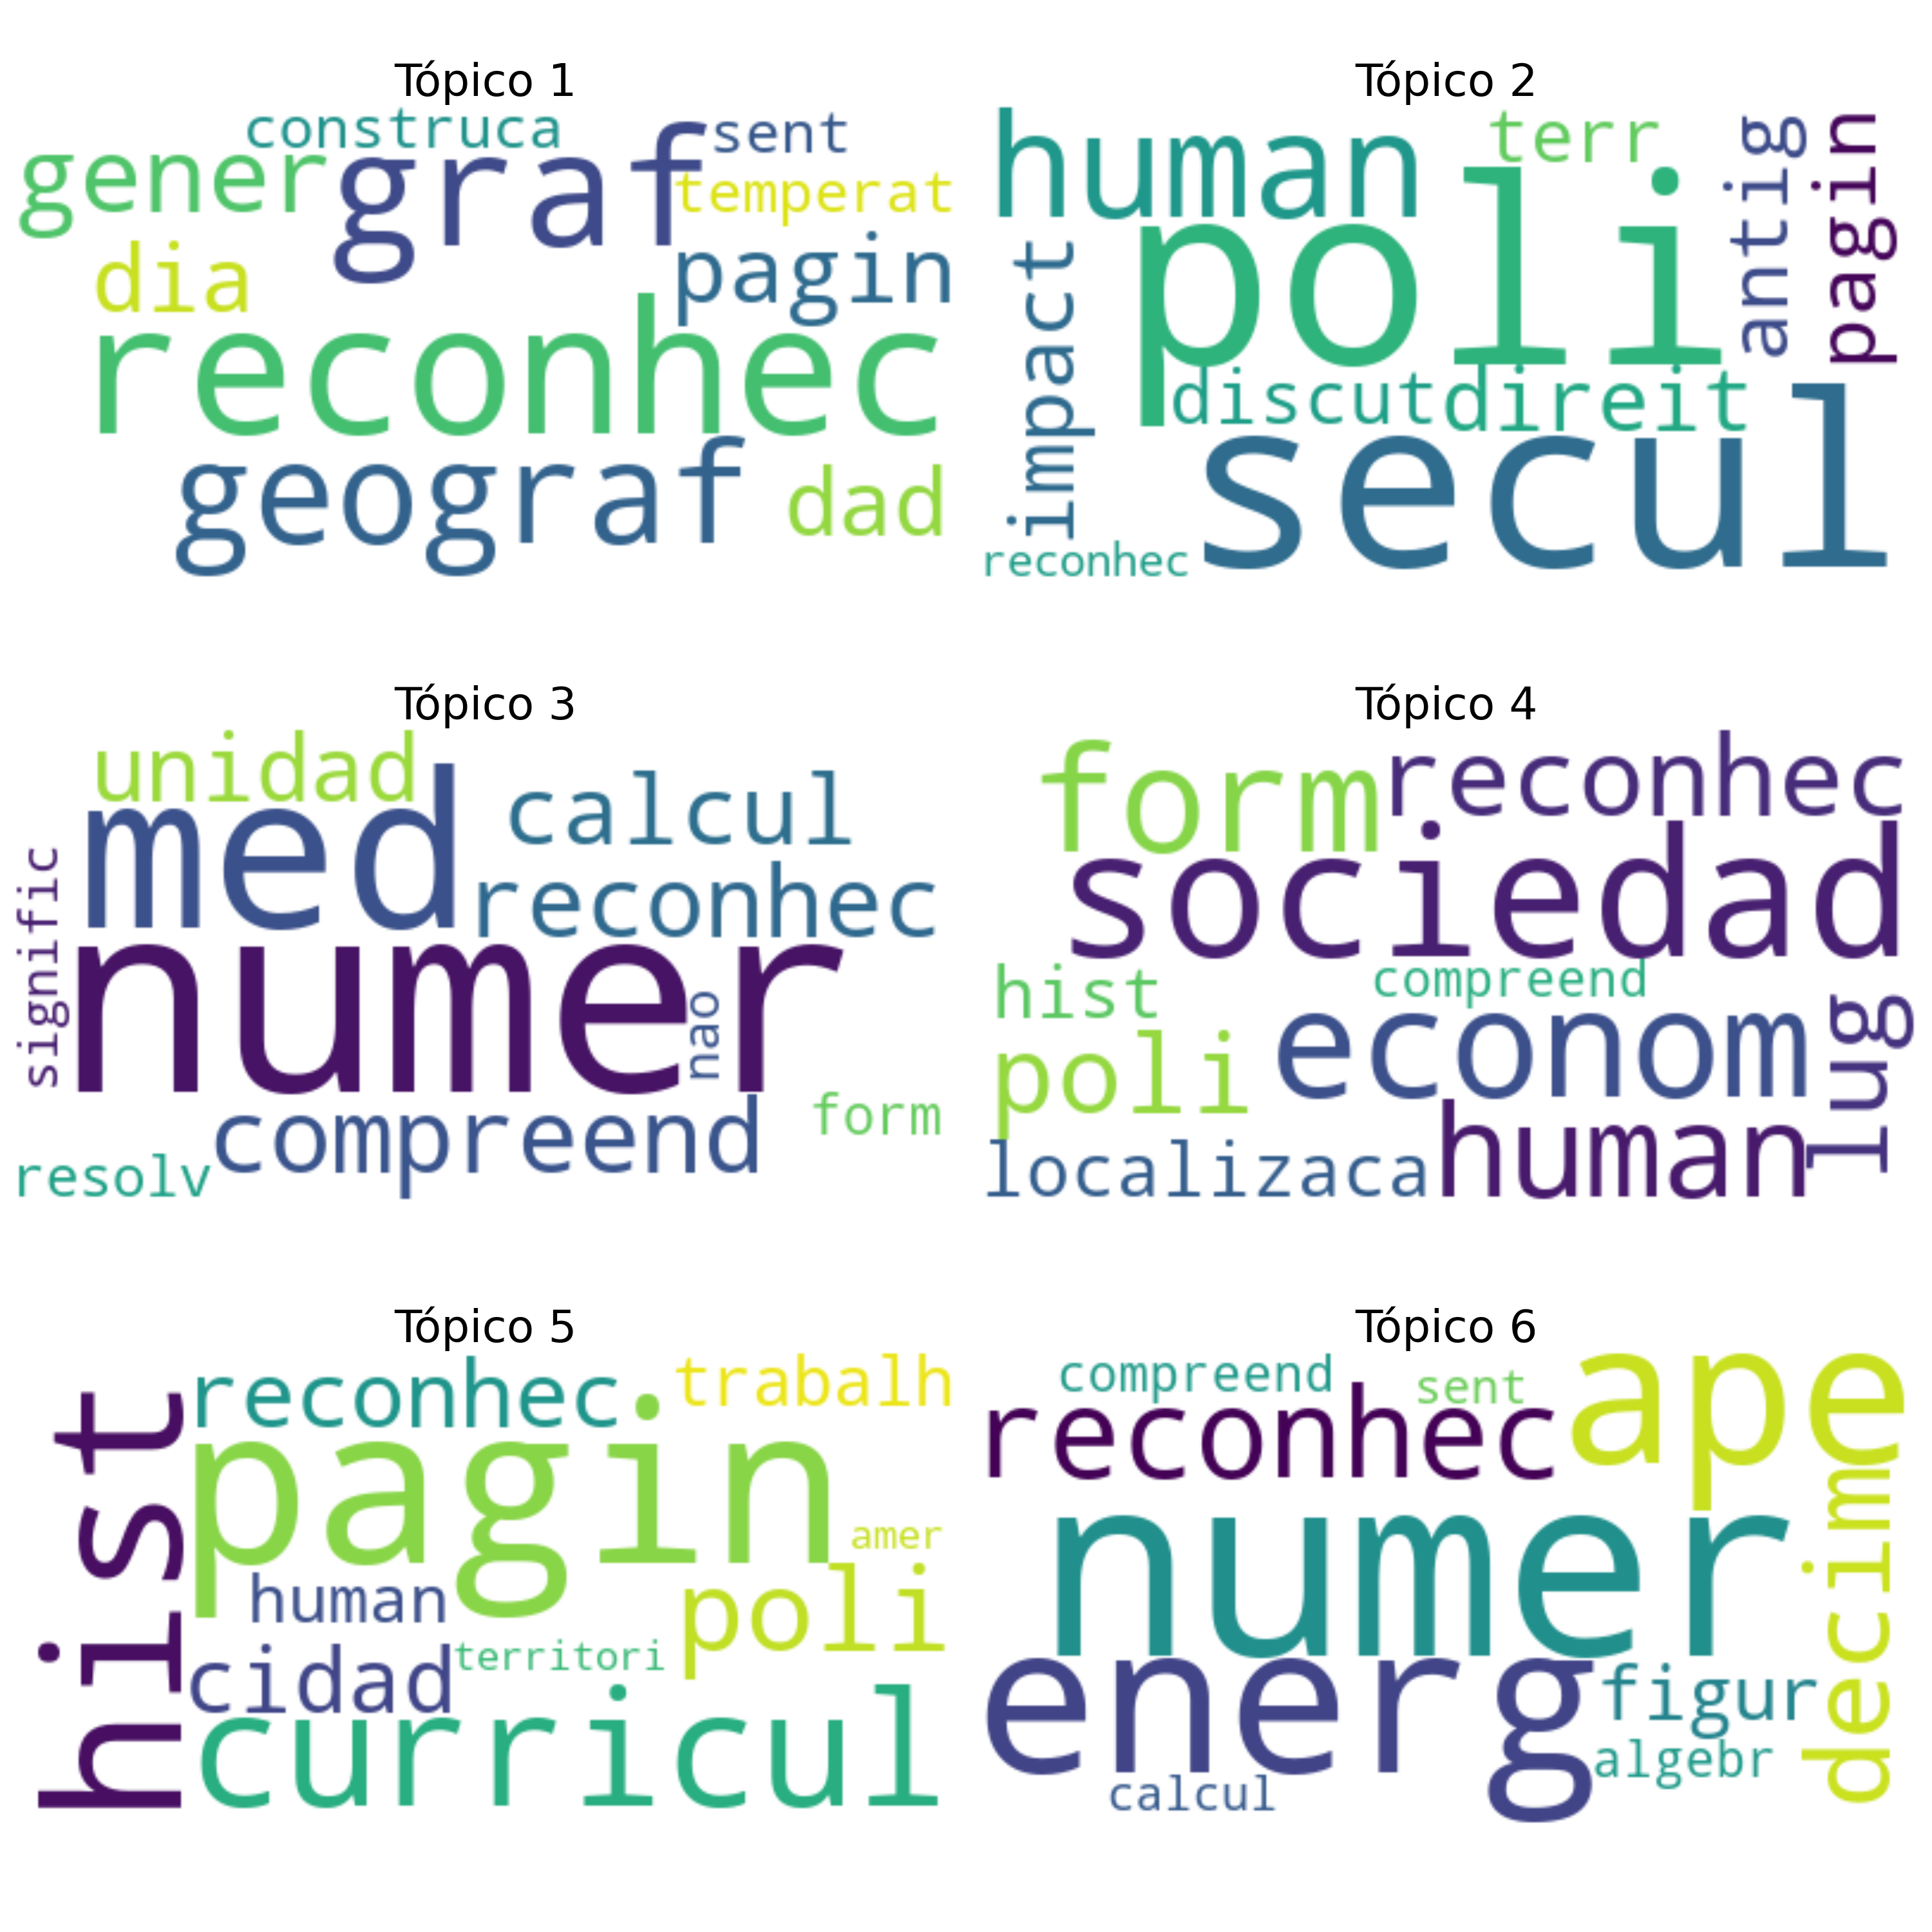 Tópico 1
construca
sent
gener
graf
temperat
dia
pagin
reconhec
geograf
dad
Tópico 2
human
terr
antig
pagin
poli
impact
discut
direit
secul
reconhec
Tópico 3
unidad
med
calcul
reconhec
signific
numer
nao
compreend
form
resolv
Tópico 4
form
reconhec
sociedad
hist
compreend
lug
poli
econom
localizaca
human
Tópico 5
hist
reconhec
trabalh
pagin
amer
human
poli
cidad
territori
curricul
Tópico 6
compreend
sent
ape
reconhec
decim
numer
energ
figur
algebr
calcul